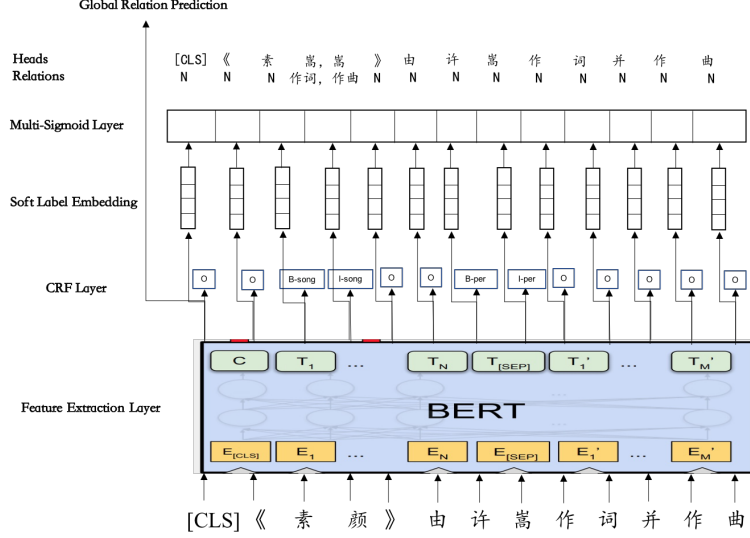 Global Relation Prediction
Heads [CLS] 《 素 嵩,嵩 》 由 许 嵩 作 词 并 作 曲
Relations N N N 作词,作曲 N N N N N N N N N
Multi-Sigmoid Layer
Soft Label Embedding
CRF Layer O O B-song I-song O O B-per I-per O O O O O
C T1 ... TN T[SEP] T1' ... TM'
Feature Extraction Layer BERT
E[CLS] E1 ... EN E[SEP] E1' ... EM'
[CLS] 《 素 颜 》 由 许 嵩 作 词 并 作 曲